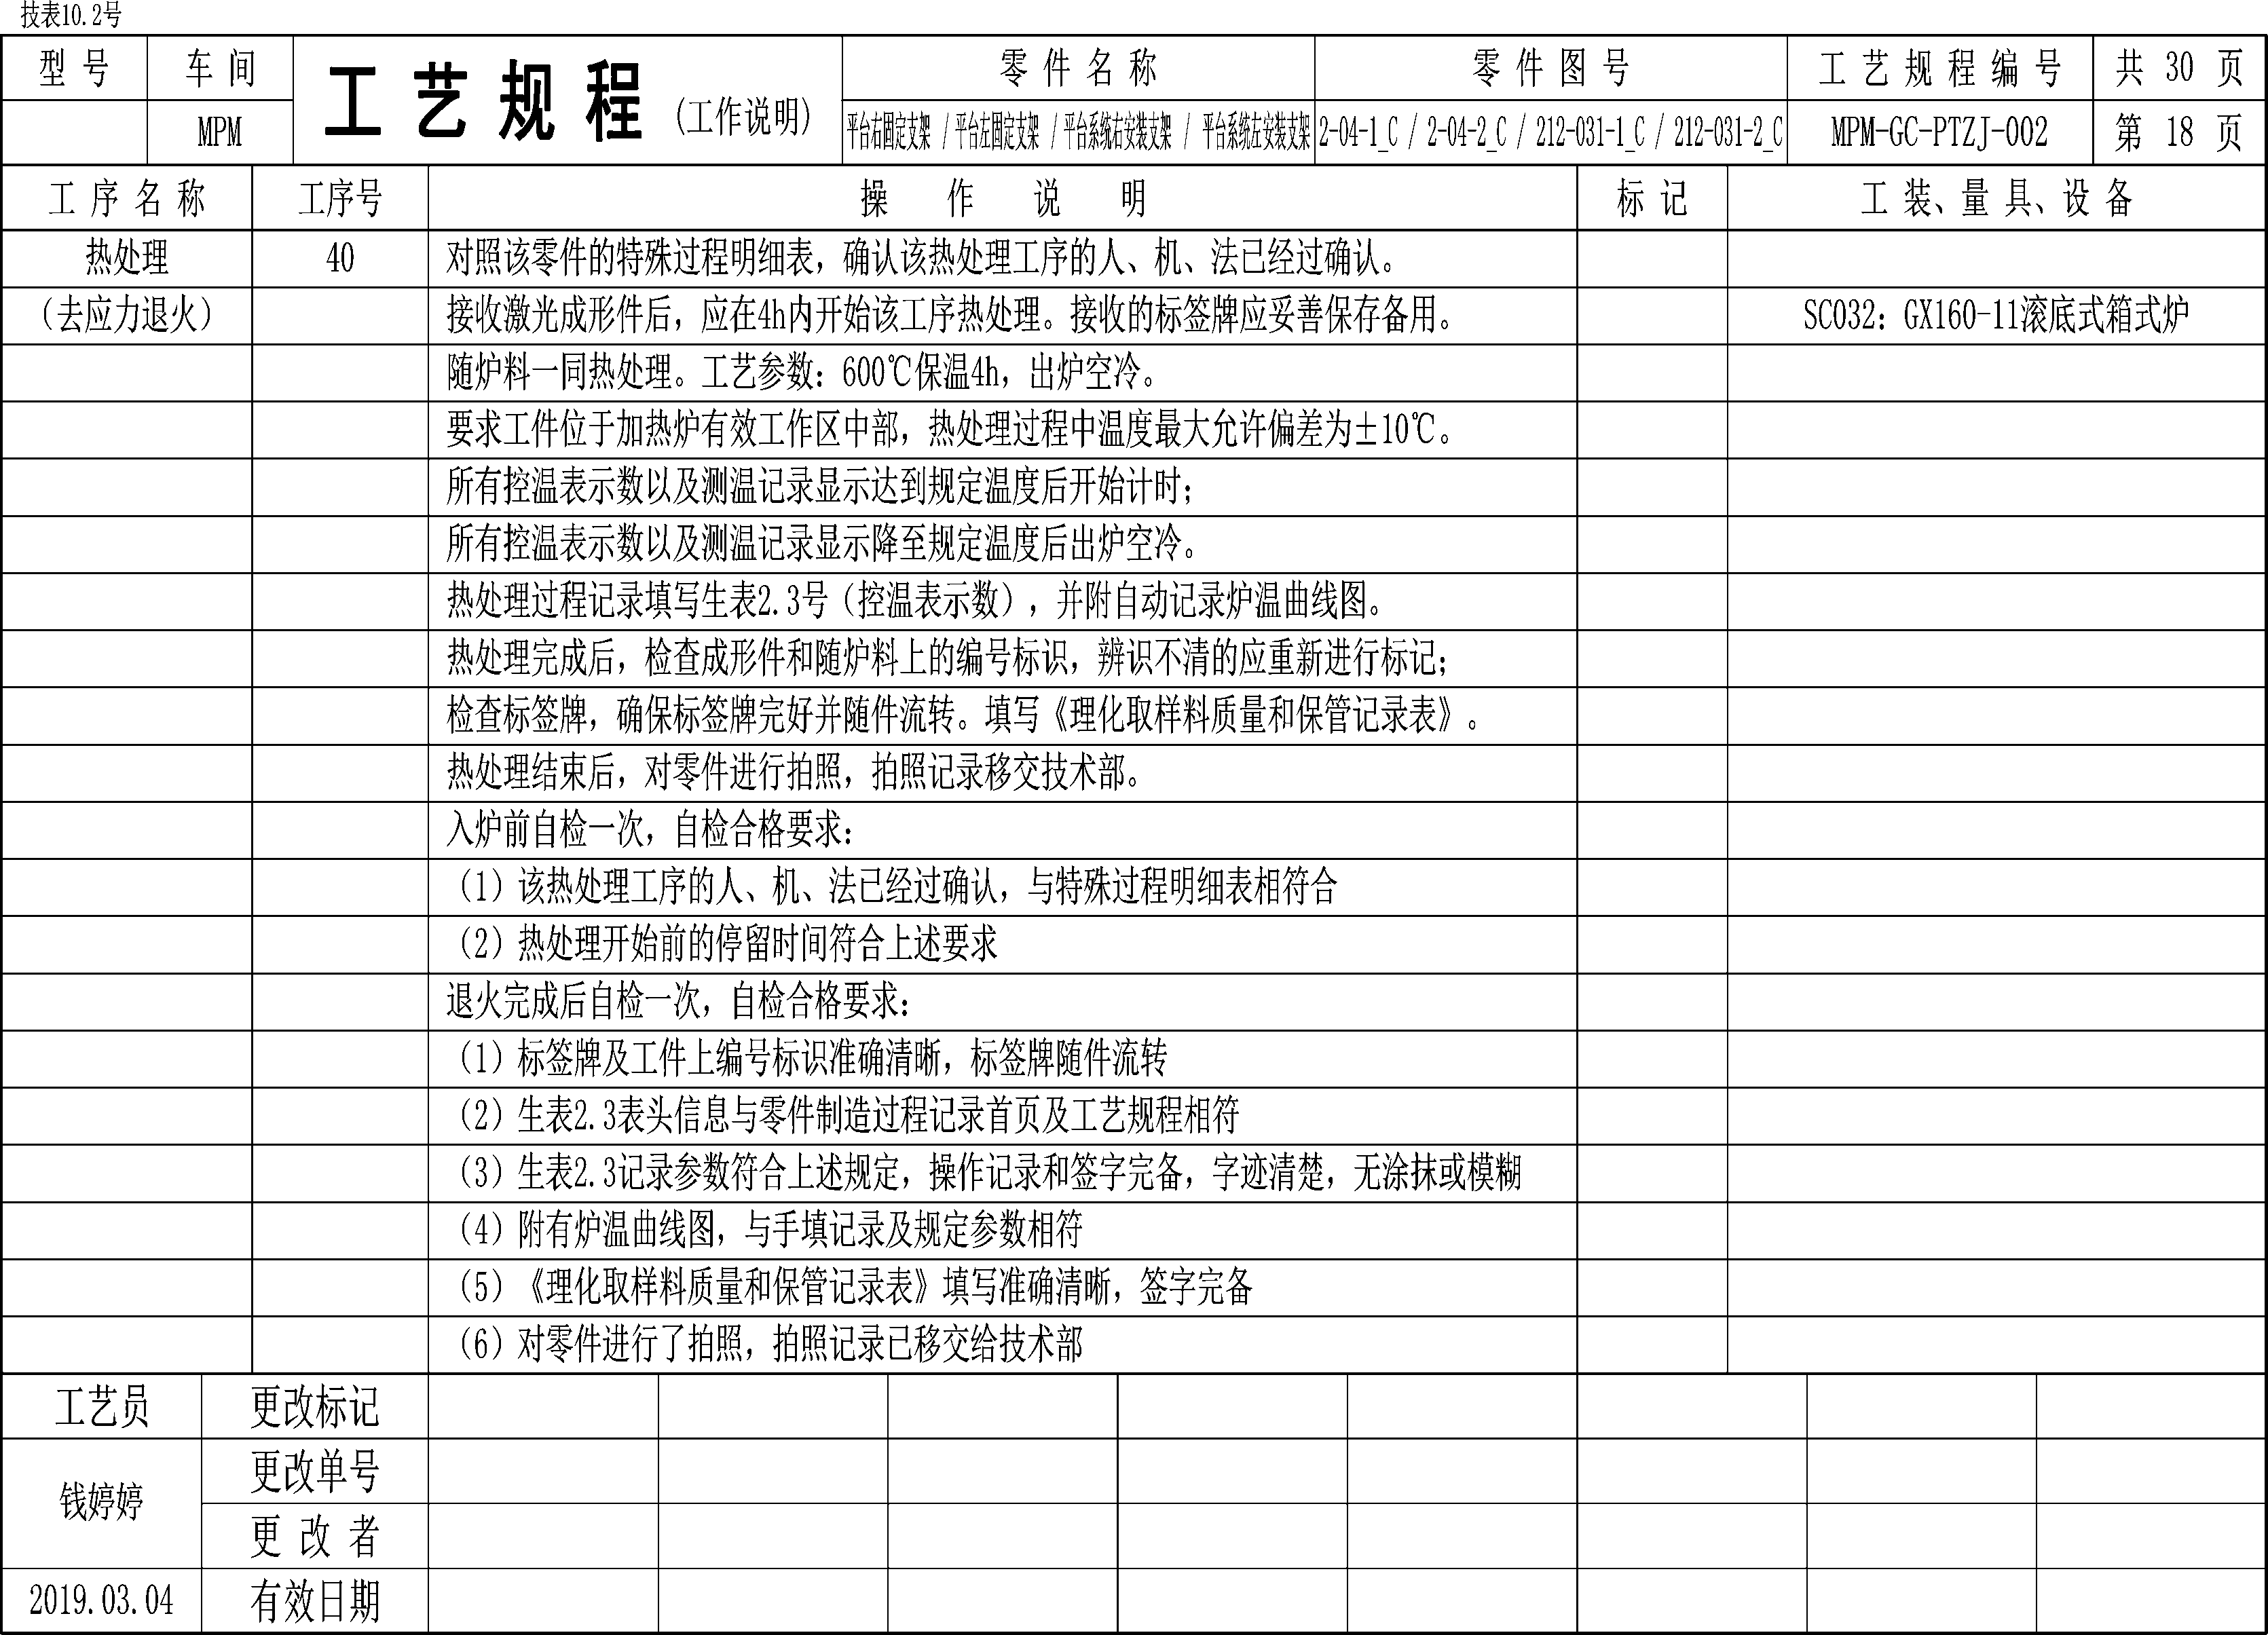 技表10.2号
型 号 车 间 工 艺 规 程 (工作说明) 零 件 名 称 零 件 图 号 工 艺 规 程 编 号 共 30 页
MPM 平台右固定支架 / 平台左固定支架 / 平台系统右安装支架 / 平台系统左安装支架 2-04-1_C / 2-04-2_C / 212-031-1_C / 212-031-2_C MPM-GC-PTZJ-002 第 18 页
工 序 名 称 工序号 操 作 说 明 标 记 工 装、量 具、设 备
热处理 40 对照该零件的特殊过程明细表，确认该热处理工序的人、机、法已经过确认。
（去应力退火） 接收激光成形件后，应在4h内开始该工序热处理。接收的标签牌应妥善保存备用。 SC032：GX160-11滚底式箱式炉
随炉料一同热处理。工艺参数：600℃保温4h，出炉空冷。
要求工件位于加热炉有效工作区中部，热处理过程中温度最大允许偏差为±10℃。
所有控温表示数以及测温记录显示达到规定温度后开始计时；
所有控温表示数以及测温记录显示降至规定温度后出炉空冷。
热处理过程记录填写生表2.3号（控温表示数），并附自动记录炉温曲线图。
热处理完成后，检查成形件和随炉料上的编号标识，辨识不清的应重新进行标记；
检查标签牌，确保标签牌完好并随件流转。填写《理化取样料质量和保管记录表》。
热处理结束后，对零件进行拍照，拍照记录移交技术部。
入炉前自检一次，自检合格要求：
（1）该热处理工序的人、机、法已经过确认，与特殊过程明细表相符合
（2）热处理开始前的停留时间符合上述要求
退火完成后自检一次，自检合格要求：
（1）标签牌及工件上编号标识准确清晰，标签牌随件流转
（2）生表2.3表头信息与零件制造过程记录首页及工艺规程相符
（3）生表2.3记录参数符合上述规定，操作记录和签字完备，字迹清楚，无涂抹或模糊
（4）附有炉温曲线图，与手填记录及规定参数相符
（5）《理化取样料质量和保管记录表》填写准确清晰，签字完备
（6）对零件进行了拍照，拍照记录已移交给技术部
工艺员 更改标记
钱婷婷 更改单号
更 改 者
2019.03.04 有效日期